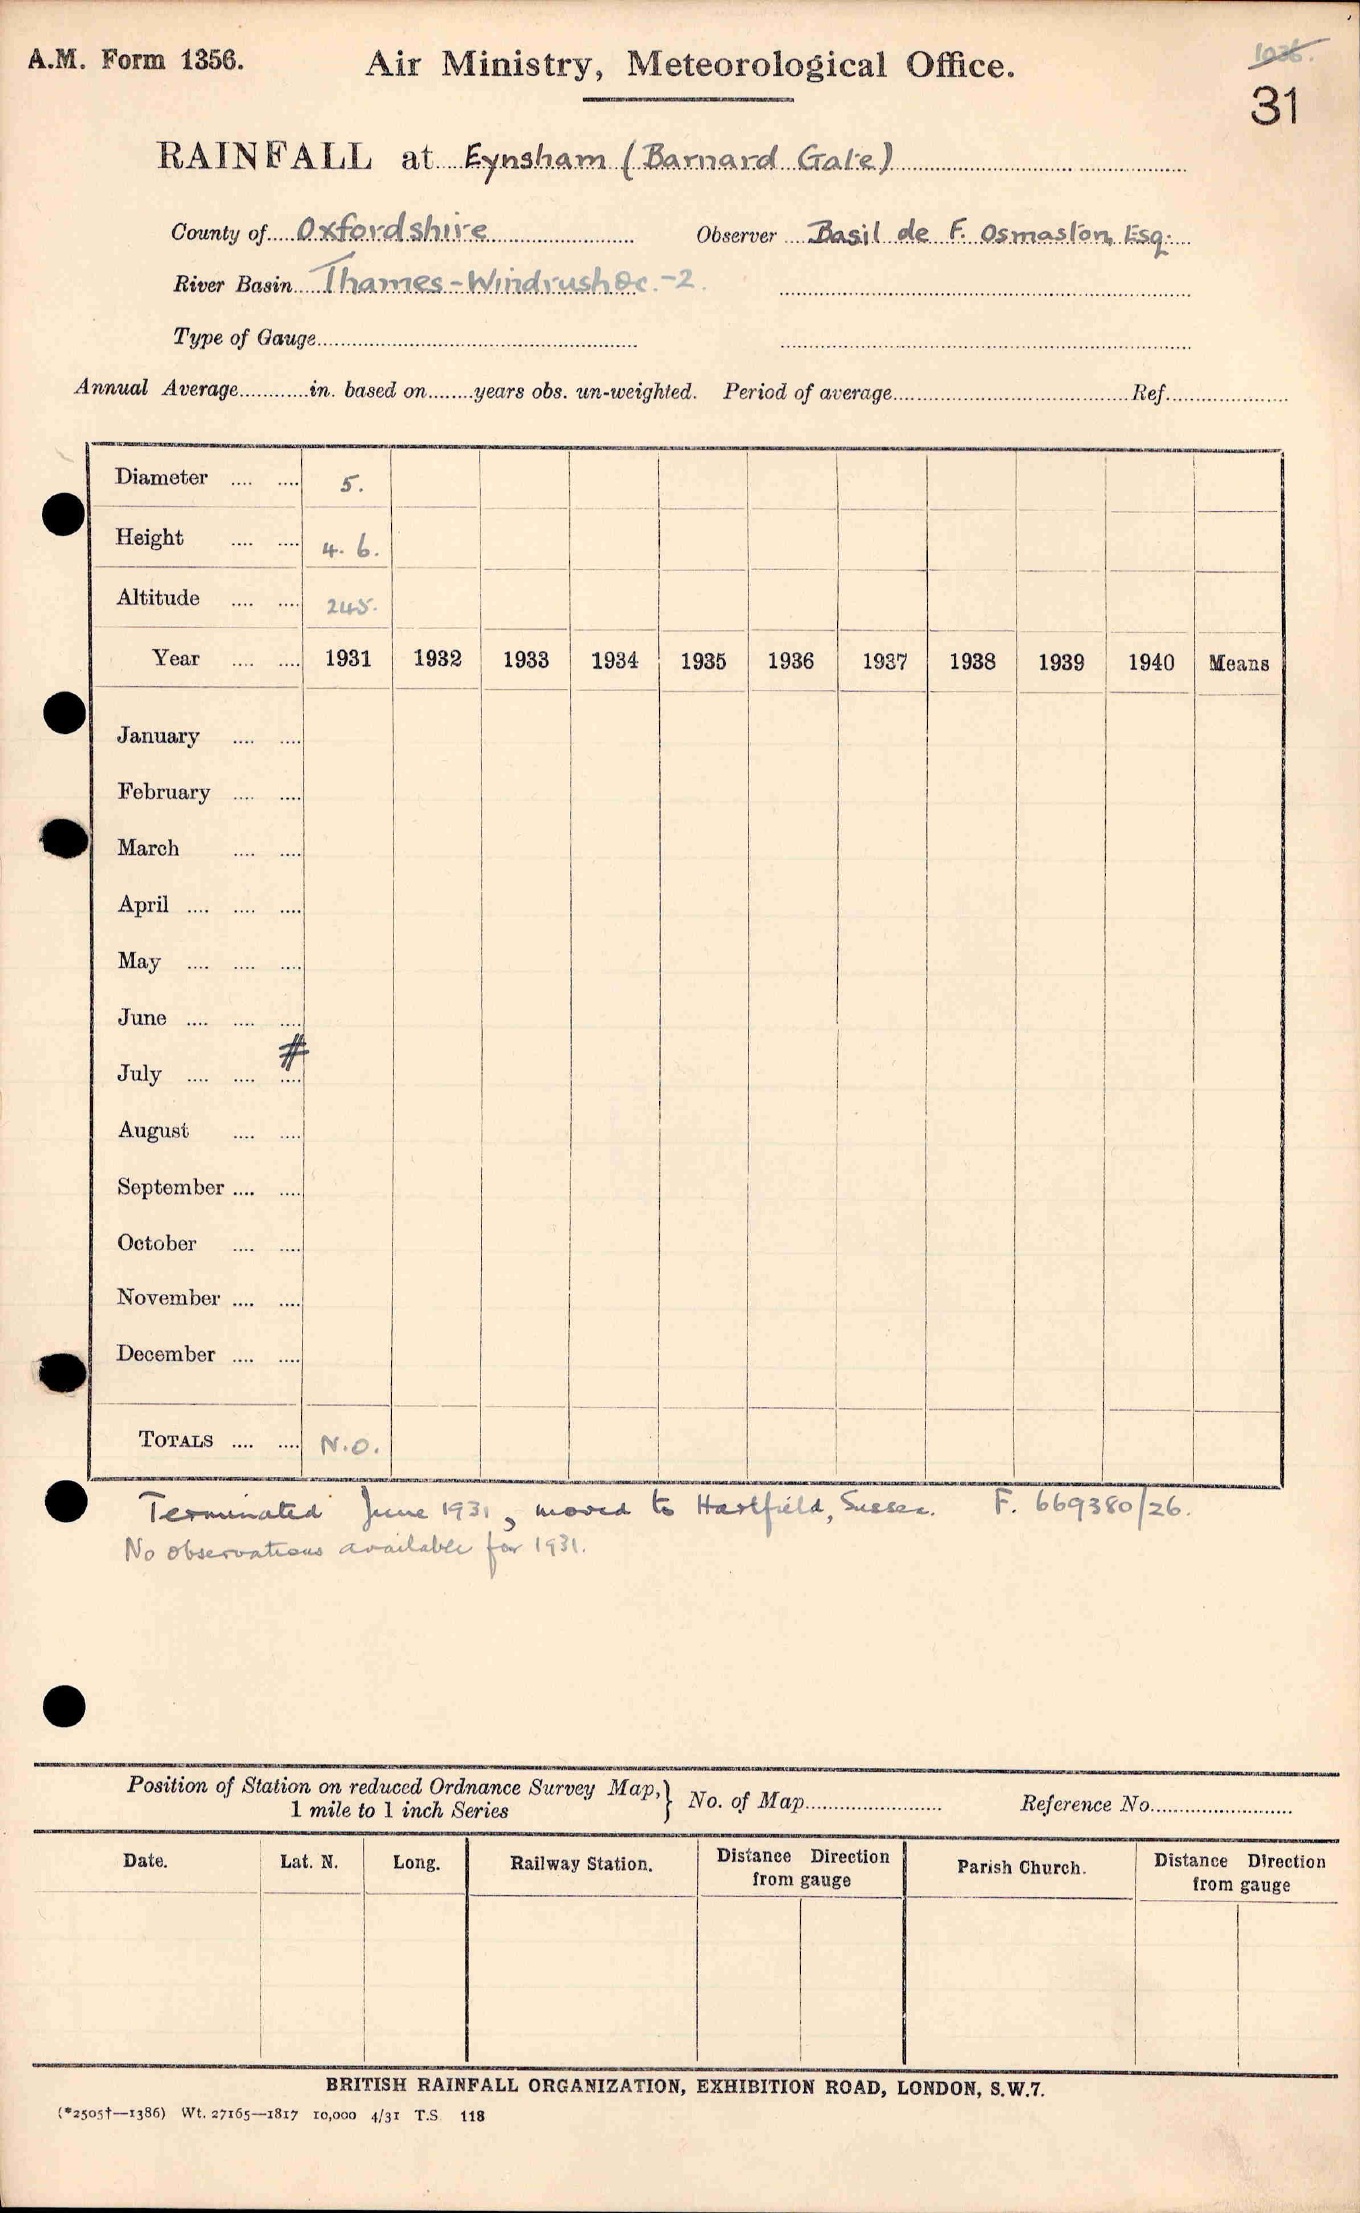 A.M. Form 1356.
Air Ministry, Meteorological Office.
1036.
31
RAINFALL at Eynsham (Barnard Gate)
County of Oxfordshire Observer Basil de F. Osmaston, Esq.
River Basin Thames-Windrush &c.-2.
Type of Gauge
Annual Average in. based on years obs. un-weighted. Period of average Ref.
Diameter 5.
Height 4. 6.
Altitude 245.
Year 1931 1932 1933 1934 1935 1936 1937 1938 1939 1940 Means
January
February
March
April
May
June
#
July
August
September
October
November
December
TOTALS N.O.
Terminated June 1931, moved to Hartfield, Sussex. F. 669380/26.
No observations available for 1931.
Position of Station on reduced Ordnance Survey Map, } No. of Map Reference No.
1 mile to 1 inch Series
Date. Lat. N. Long. Railway Station. Distance Direction from gauge Parish Church. Distance Direction from gauge
BRITISH RAINFALL ORGANIZATION, EXHIBITION ROAD, LONDON, S.W.7.
(*2505†—1386) Wt. 27165—1817 10,000 4/31 T.S. 118